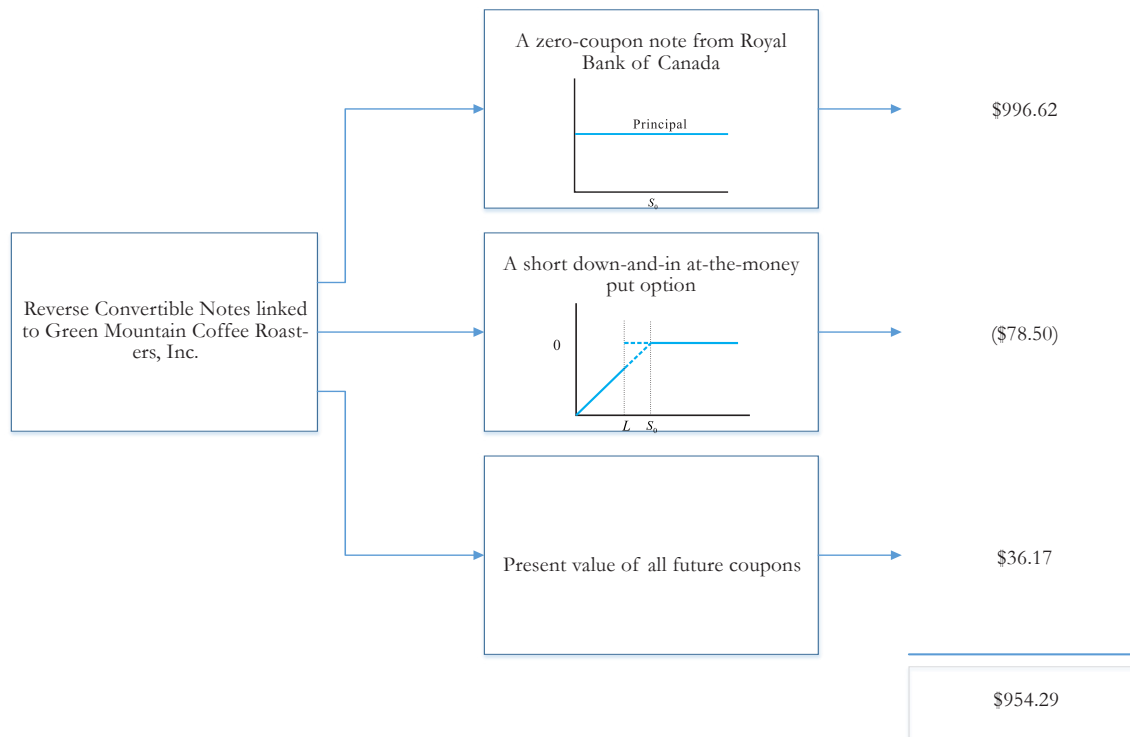 A zero-coupon note from Royal
Bank of Canada
Principal
S₀
$996.62
Reverse Convertible Notes linked
to Green Mountain Coffee Roast-
ers, Inc.
A short down-and-in at-the-money
put option
0
L S₀
($78.50)
Present value of all future coupons
$36.17
$954.29